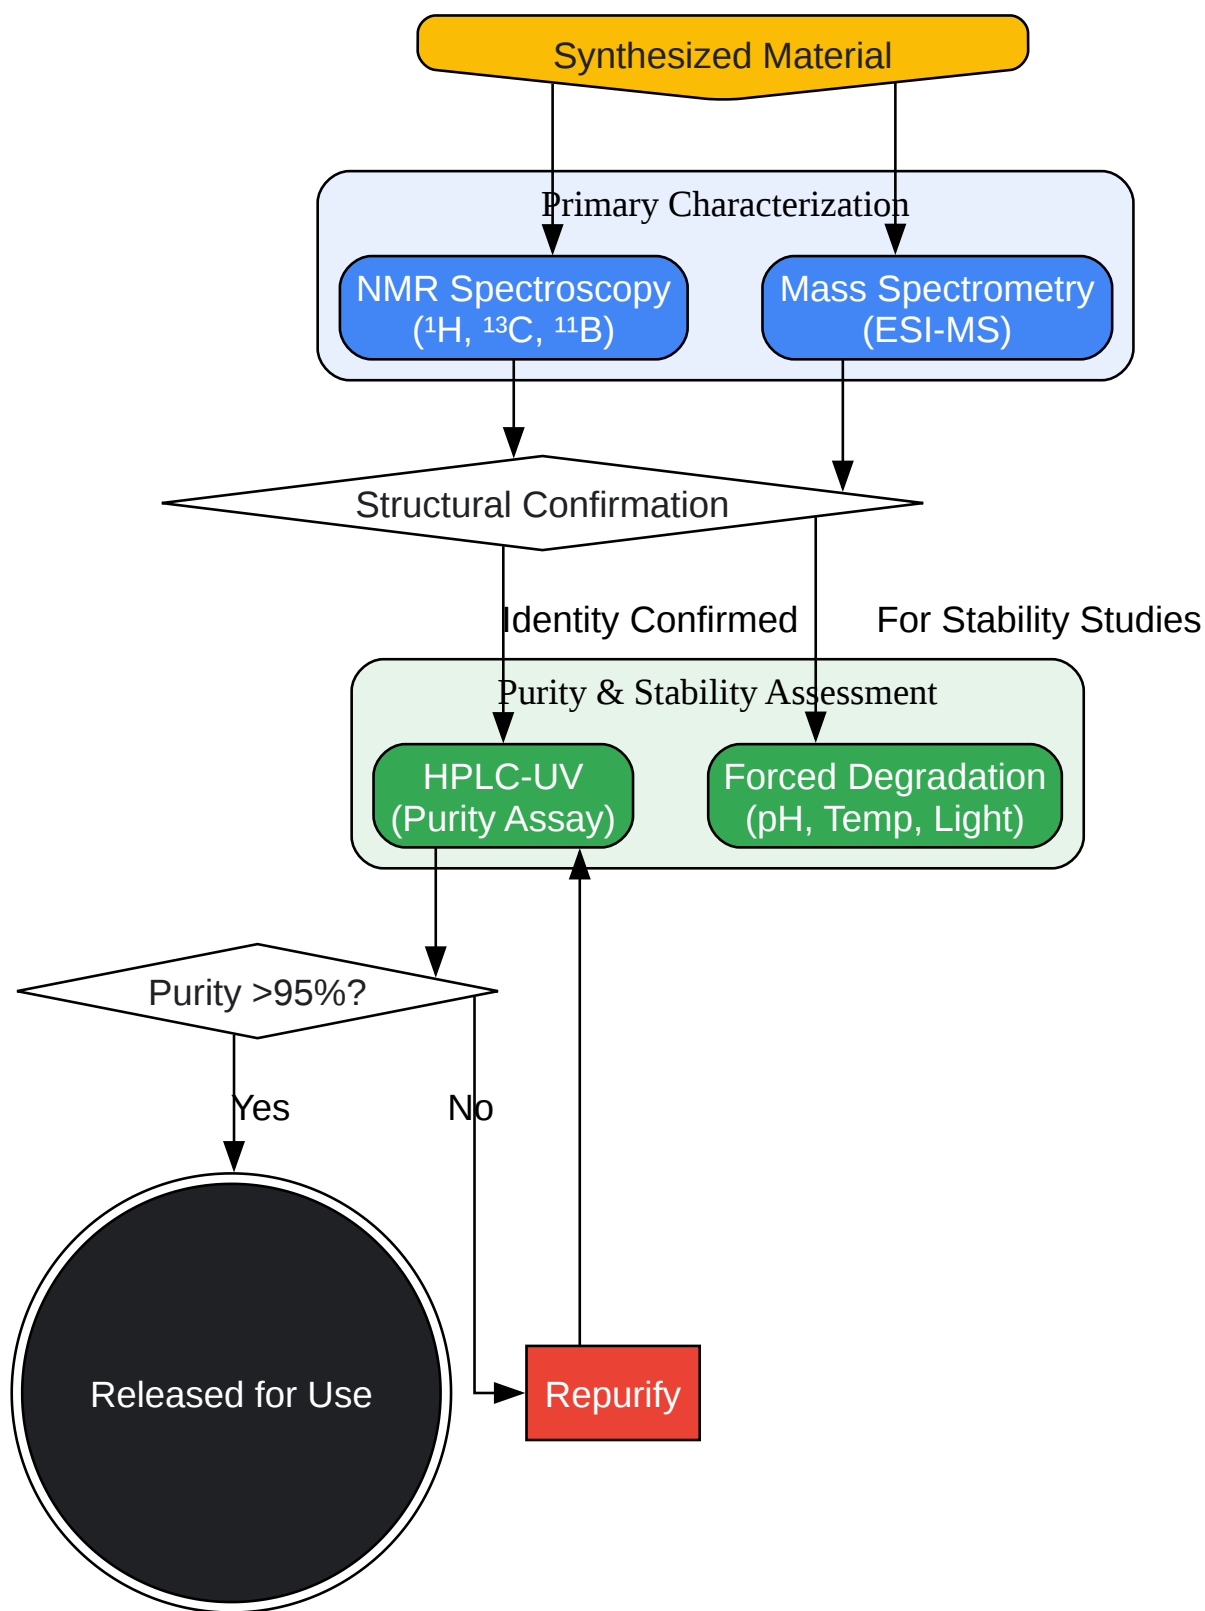 Synthesized Material
Primary Characterization
NMR Spectroscopy
(¹H, ¹³C, ¹¹B)
Mass Spectrometry
(ESI-MS)
Structural Confirmation
Identity Confirmed
For Stability Studies
Purity & Stability Assessment
HPLC-UV
(Purity Assay)
Forced Degradation
(pH, Temp, Light)
Purity >95%?
Yes
No
Released for Use
Repurify